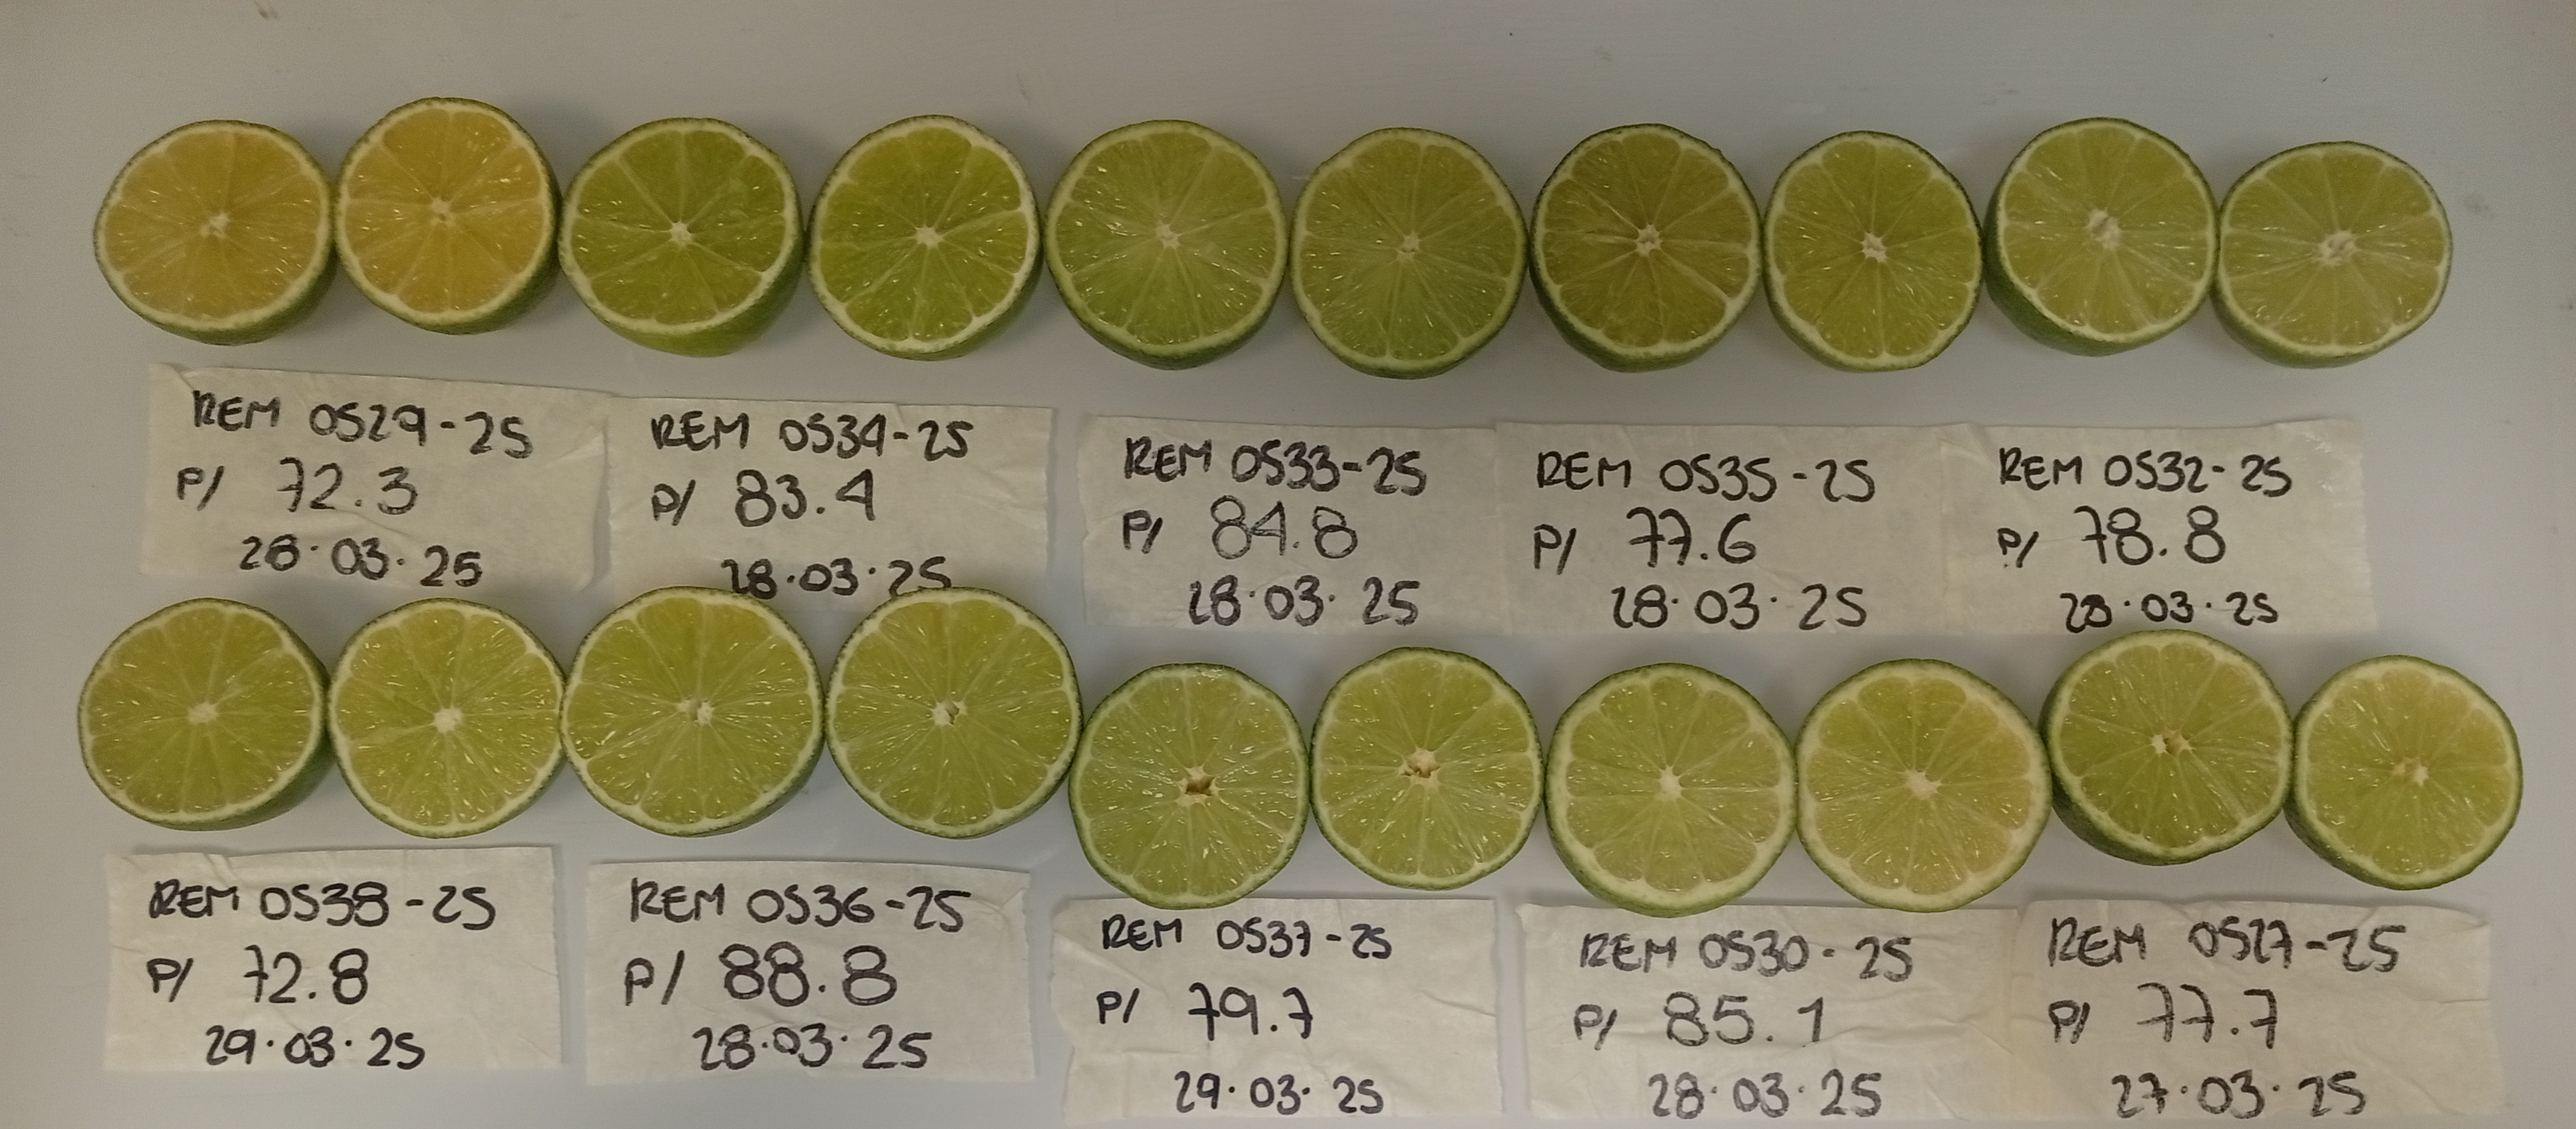 REM 0529-25
P/ 72.3
28.03.25
REM 0534-25
P/ 83.4
28.03.25
REM 0533-25
P/ 84.8
28.03.25
REM 0535-25
P/ 77.6
28.03.25
REM 0532-25
P/ 78.8
28.03.25
REM 0538-25
P/ 72.8
29.03.25
REM 0536-25
P/ 88.8
28.03.25
REM 0537-25
P/ 79.7
29.03.25
REM 0530-25
P/ 85.1
28.03.25
REM 0527-25
P/ 77.7
27.03.25